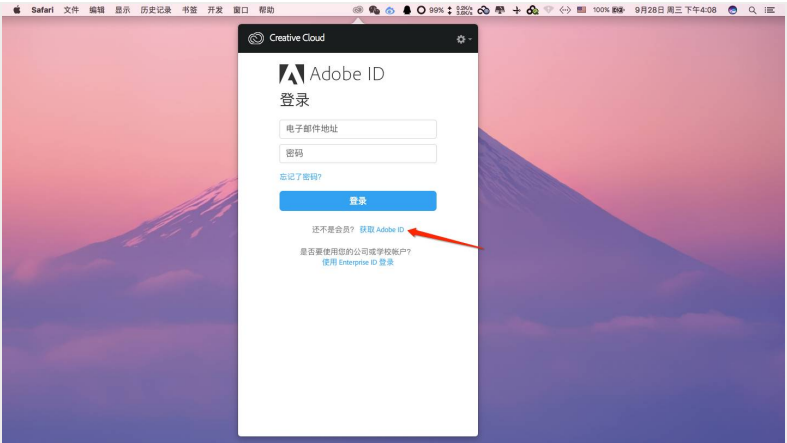 Safari 文件 编辑 显示 历史记录 书签 开发 窗口 帮助 99% 0.2K/s 3.8K/s 100% 9月28日 周三 下午4:08
Creative Cloud
Adobe ID
登录
电子邮件地址
密码
忘记了密码?
登录
还不是会员? 获取 Adobe ID
是否要使用您的公司或学校帐户?
使用 Enterprise ID 登录